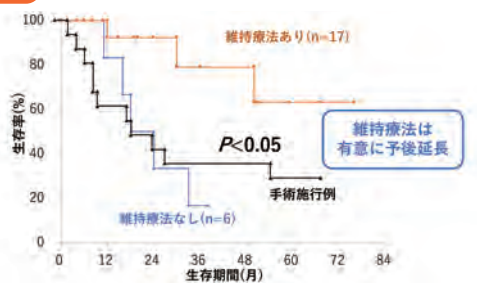 100
80
60
40
20
0
生存率(%)
維持療法あり(n=17)
P<0.05
維持療法は
有意に予後延長
手術施行例
維持療法なし(n=6)
0 12 24 36 48 60 72 84
生存期間(月)